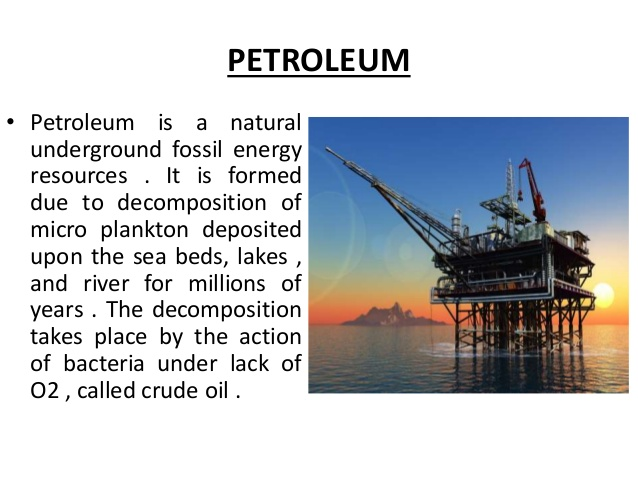 PETROLEUM
• Petroleum is a natural
underground fossil energy
resources . It is formed
due to decomposition of
micro plankton deposited
upon the sea beds, lakes ,
and river for millions of
years . The decomposition
takes place by the action
of bacteria under lack of
O2 , called crude oil .